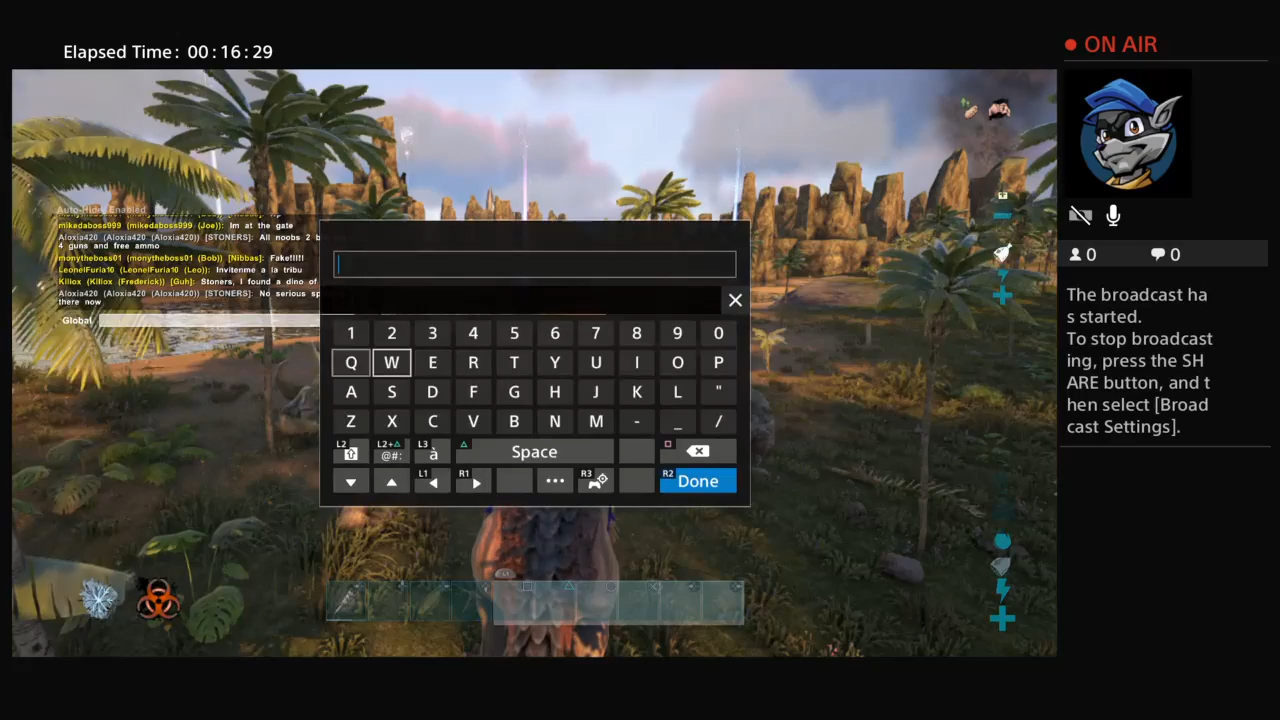 Elapsed Time: 00:16:29
ON AIR
Auto-Hide Enabled
mikedaboss999 (mikedaboss999 (Joe)): Im at the gate
Aloxia420 (Aloxia420 (Aloxia420)) [STONERS]: All noobs 2 b
4 guns and free ammo
monytheboss01 (monytheboss01 (Bob)) [Nibbas]: Fake!!!!
LeonelFuria10 (LeonelFuria10 (Leo)): Invitenme a la tribu
Killox (Killox (Frederick)) [Guh]: Stoners, I found a dino of
Aloxia420 (Aloxia420 (Aloxia420)) [STONERS]: No serious sp
there now
Global
1 2 3 4 5 6 7 8 9 0
Q W E R T Y U I O P
A S D F G H J K L "
Z X C V B N M - _ /
L2 L2+△ @#: L3 à △ Space
L1 R1 ... R3 R2 Done
0 0
The broadcast ha
s started.
To stop broadcast
ing, press the SH
ARE button, and t
hen select [Broad
cast Settings].